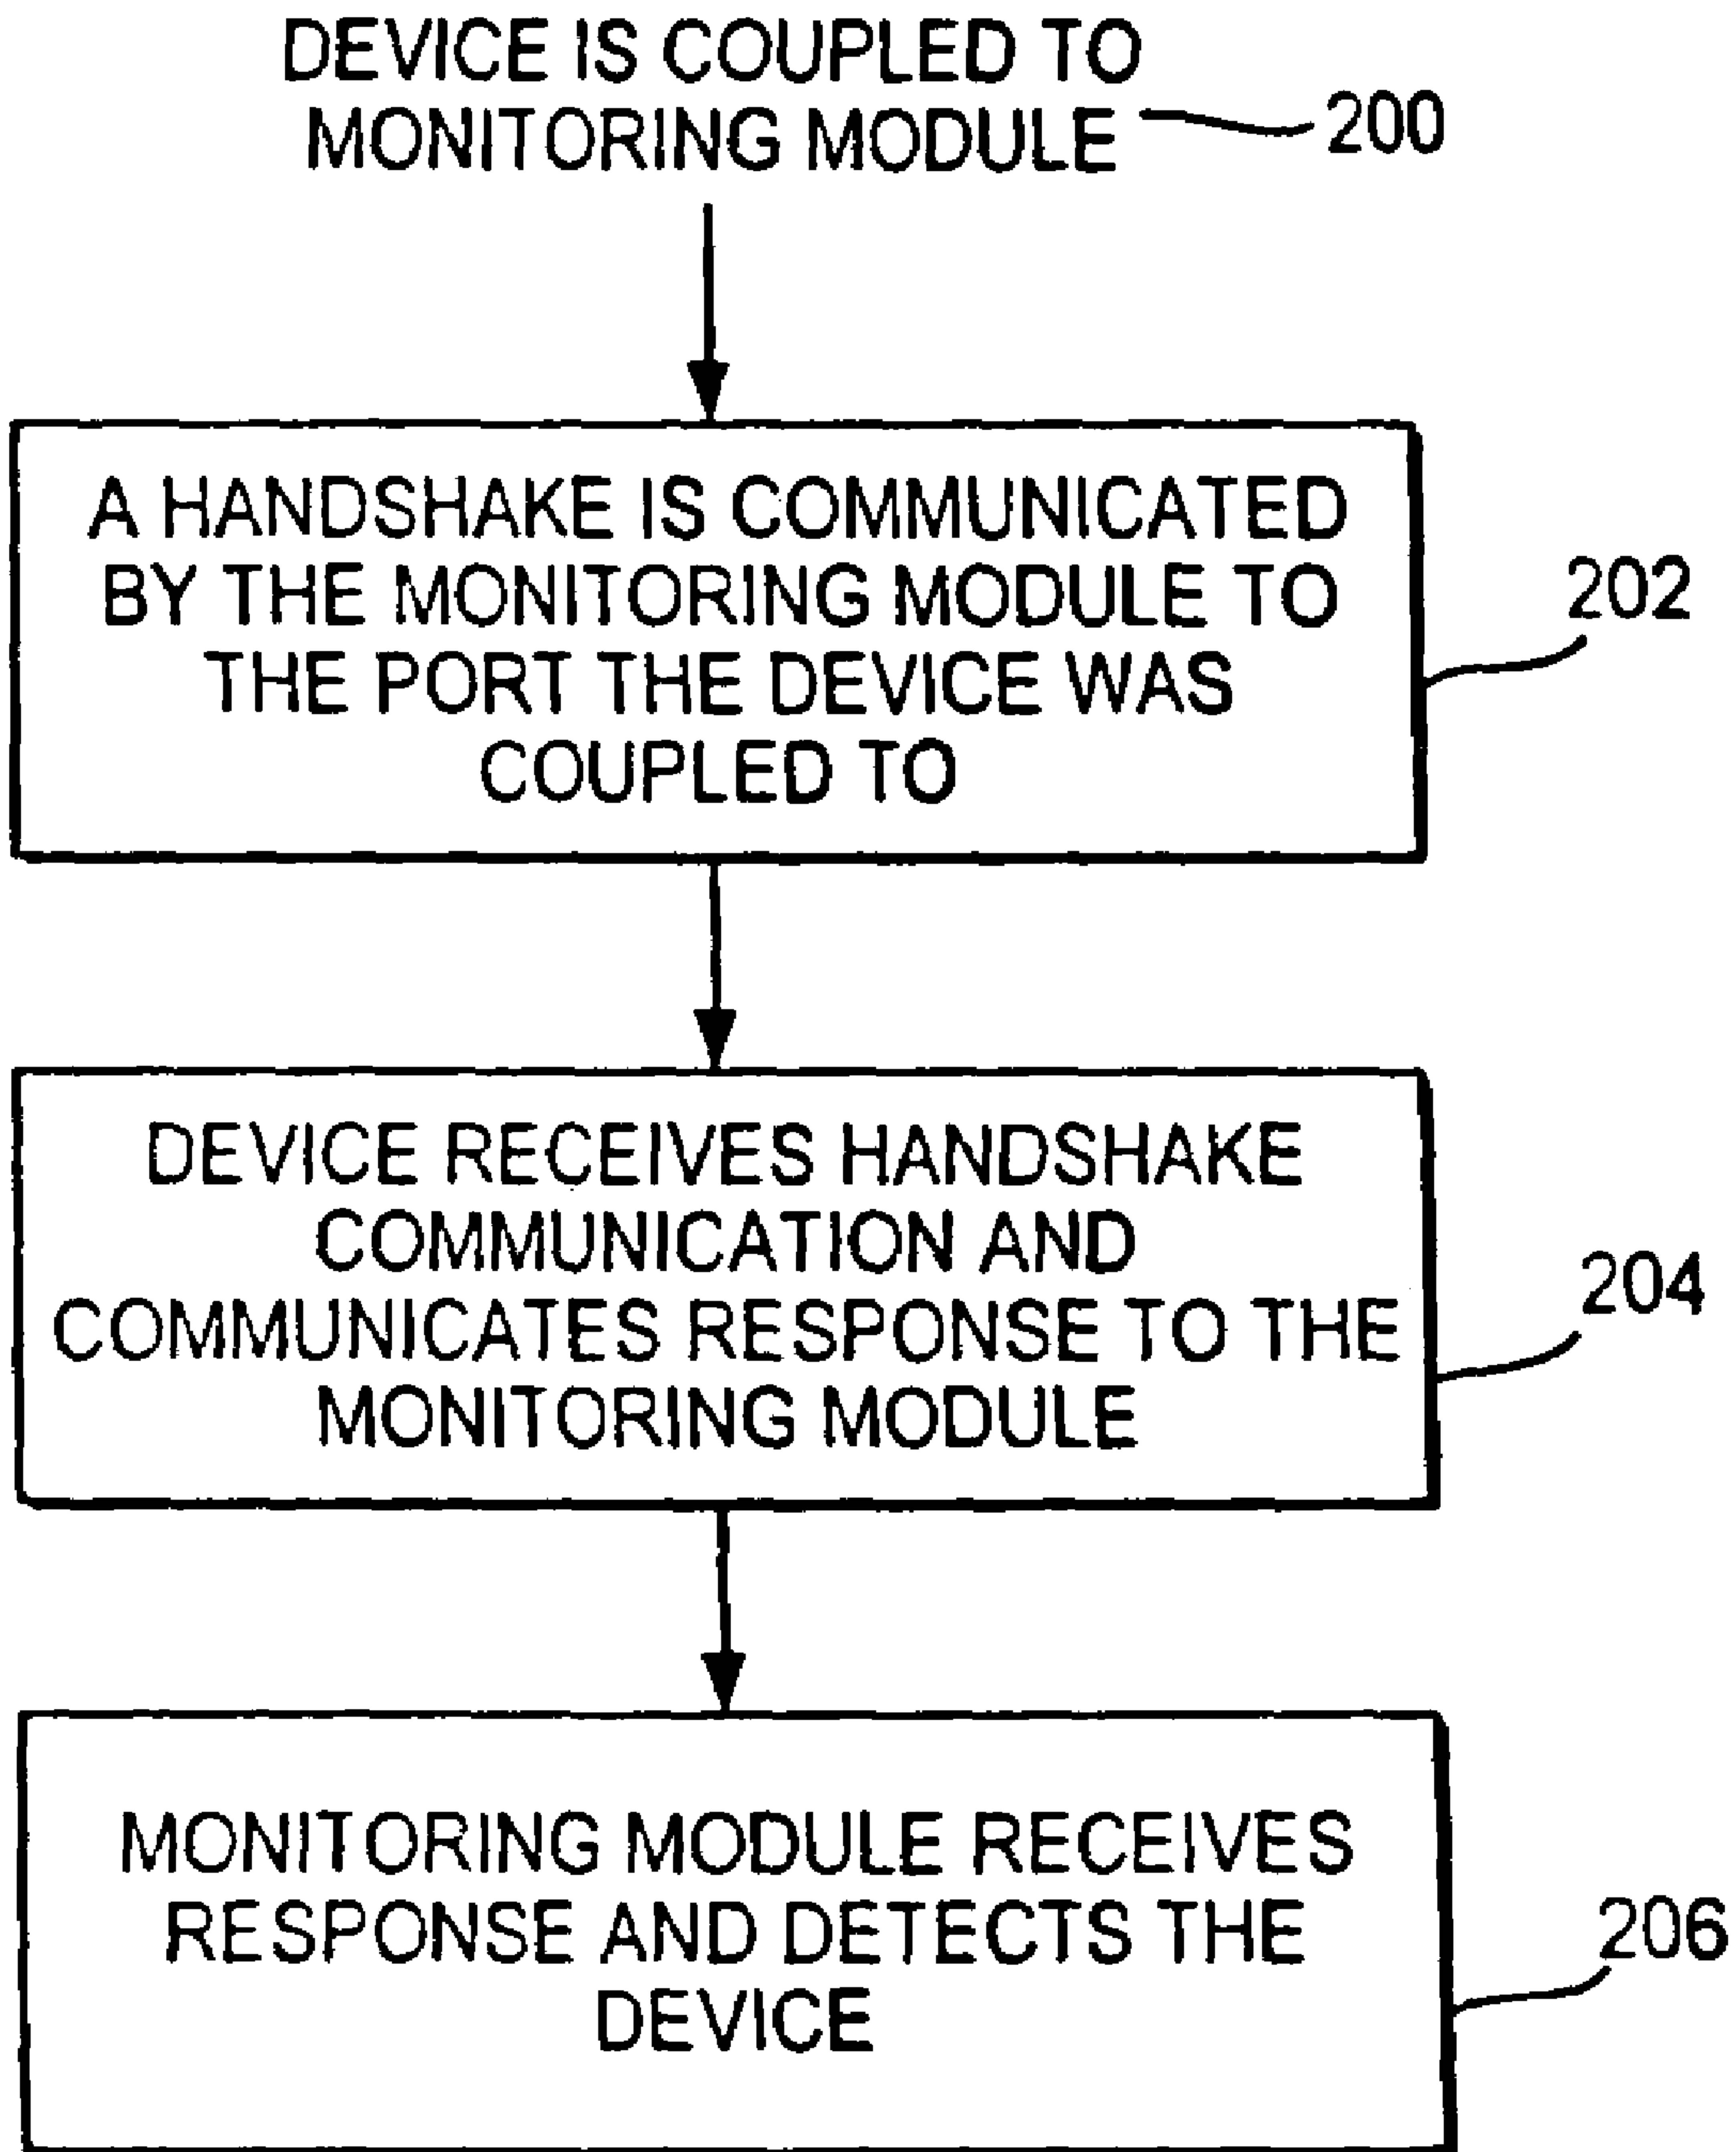 DEVICE IS COUPLED TO
MONITORING MODULE
200
A HANDSHAKE IS COMMUNICATED
BY THE MONITORING MODULE TO
THE PORT THE DEVICE WAS
COUPLED TO
202
DEVICE RECEIVES HANDSHAKE
COMMUNICATION AND
COMMUNICATES RESPONSE TO THE
MONITORING MODULE
204
MONITORING MODULE RECEIVES
RESPONSE AND DETECTS THE
DEVICE
206